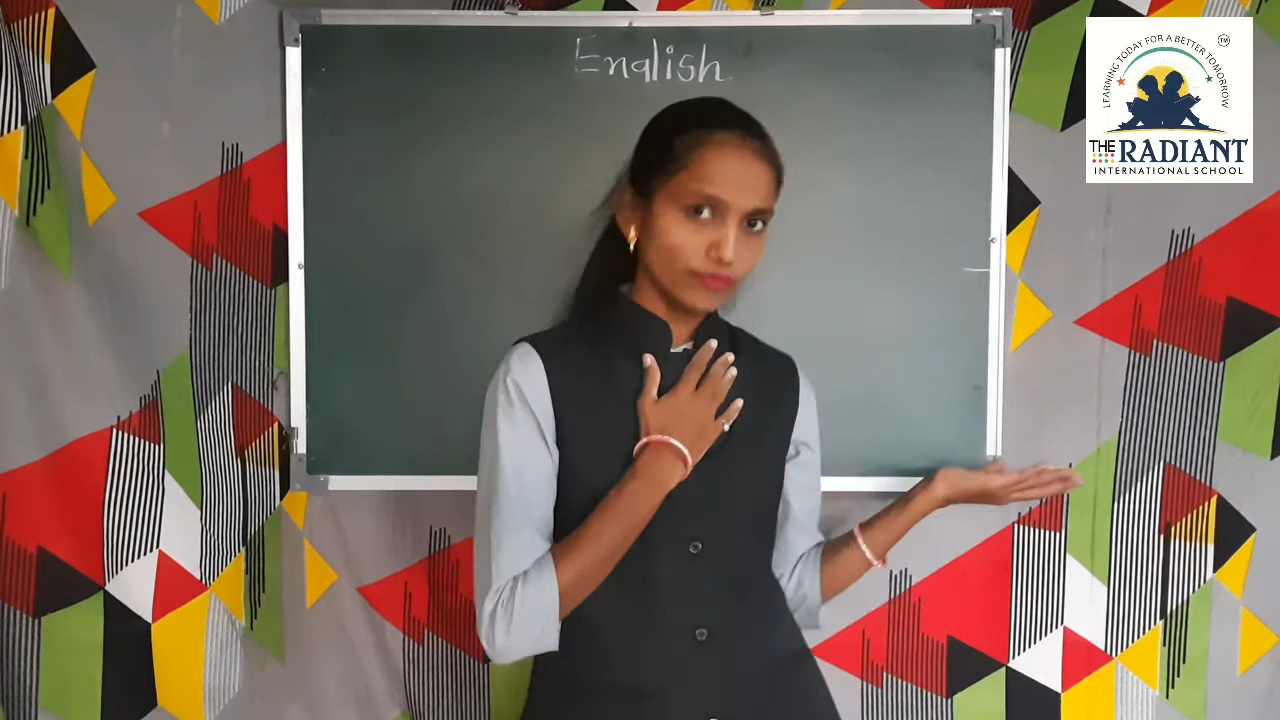 English
LEARNING TODAY FOR A BETTER TOMORROW
TM
THE RADIANT
INTERNATIONAL SCHOOL